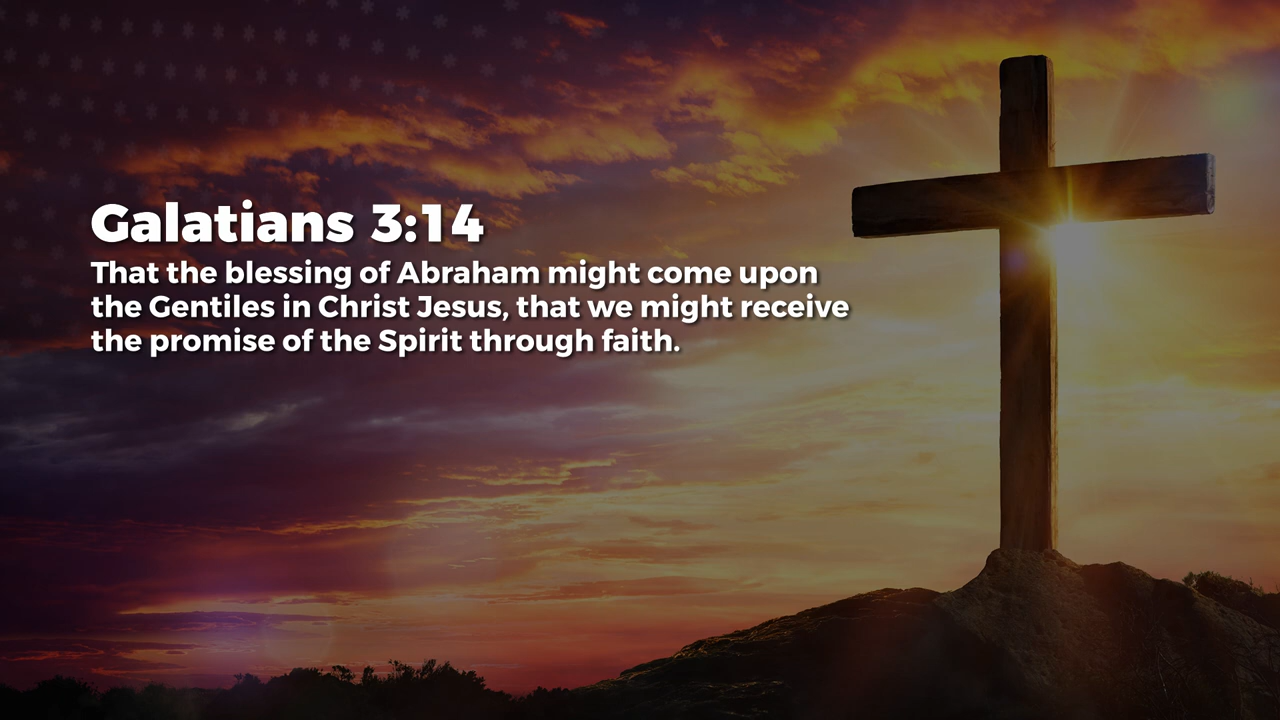 Galatians 3:14
That the blessing of Abraham might come upon
the Gentiles in Christ Jesus, that we might receive
the promise of the Spirit through faith.